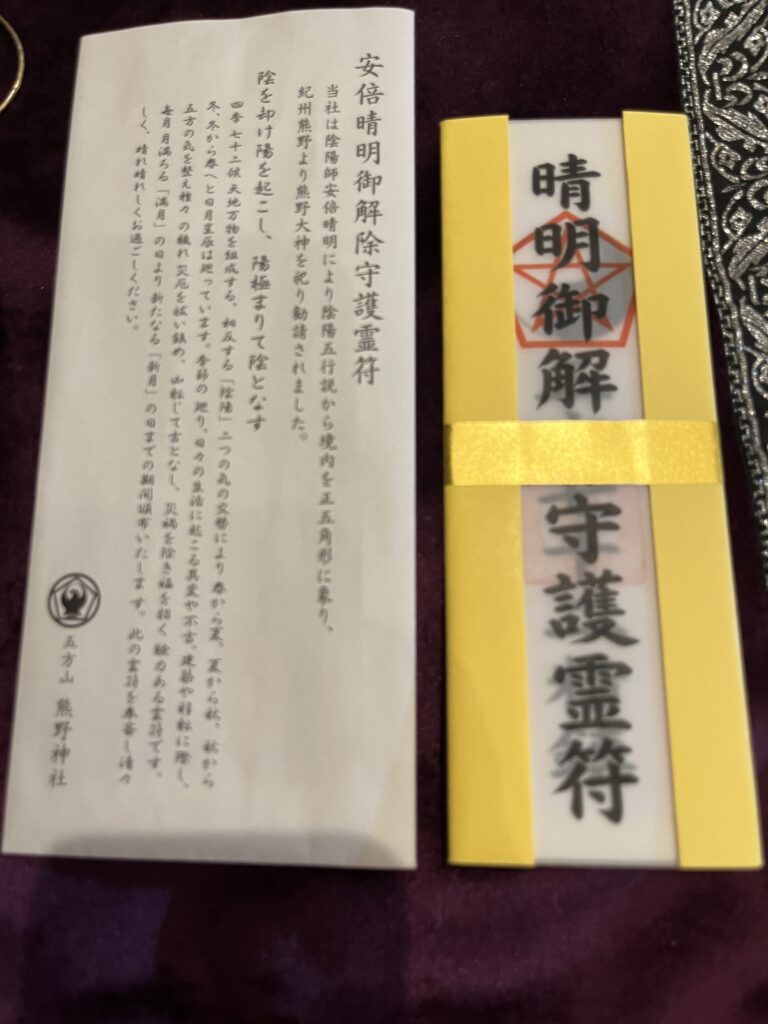 安倍晴明御解除守護霊符
当社は陰陽師安倍晴明により陰陽五行説から境内を正五角形に象り、
紀州熊野より熊野大神を祀り勧請されました。
陰を却け陽を起こし、陽極まりて陰となす
四季七十二候天地万物を組成する、相反する「陰陽」二つの気の交替により春から夏、夏から秋、秋から
冬、冬から春へと日月星辰は廻っています。季節の廻り、日々の生活に起こる異変や不吉、建築や移転に際し、
五方の気を整え種々の穢れ災厄を祓い鎮め、凶転じて吉となし、災禍を除き福を招く験力ある霊符です。
毎月月満ちる「満月」の日より新たなる「新月」の日までの期間頒布いたします。此の霊符を奉斎し清々
しく、晴れ晴れしくお過ごしください。
五方山 熊野神社
晴明御解
守護霊符